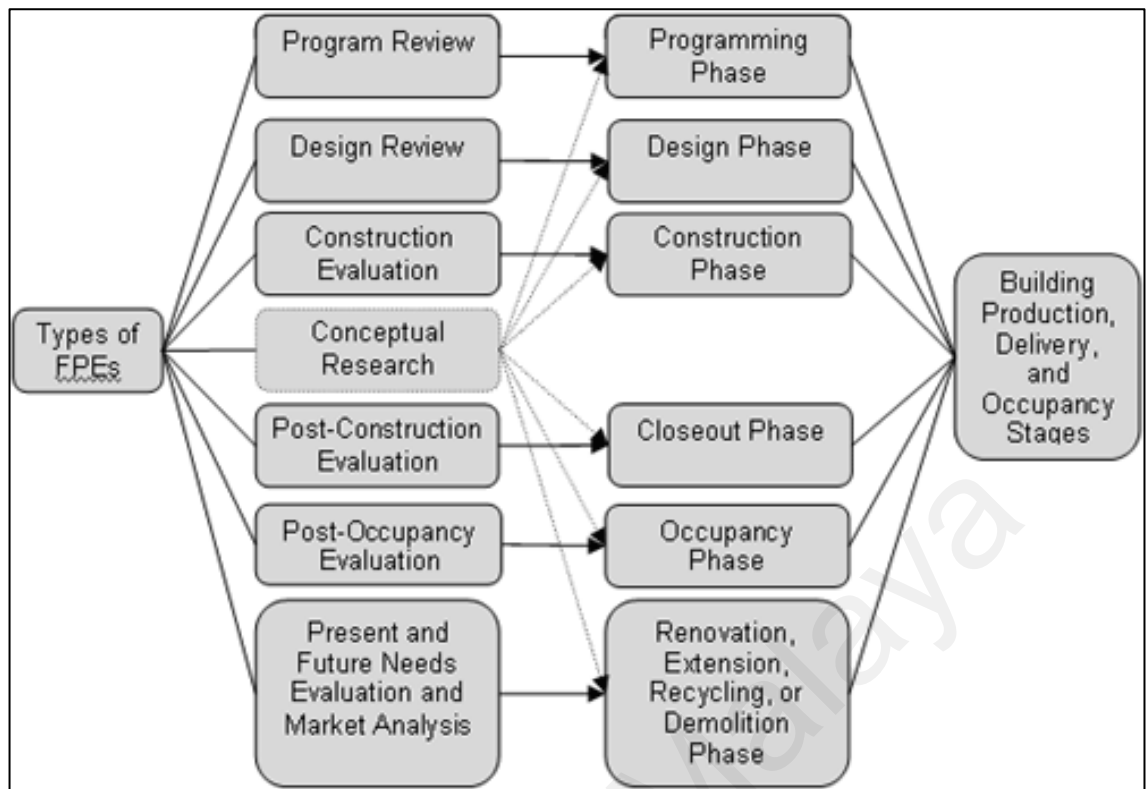 Types of
FPEs
Program Review
Design Review
Construction
Evaluation
Conceptual
Research
Post-Construction
Evaluation
Post-Occupancy
Evaluation
Present and
Future Needs
Evaluation and
Market Analysis
Programming
Phase
Design Phase
Construction
Phase
Closeout Phase
Occupancy
Phase
Renovation,
Extension,
Recycling, or
Demolition
Phase
Building
Production,
Delivery,
and
Occupancy
Stages
Malaya